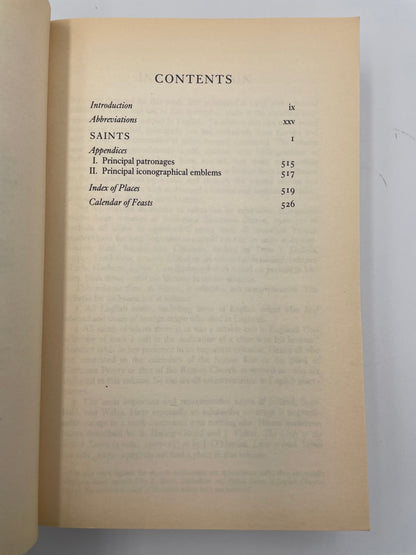 CONTENTS
Introduction ix
Abbreviations xxv
SAINTS 1
Appendices
I. Principal patronages 515
II. Principal iconographical emblems 517
Index of Places 519
Calendar of Feasts 526